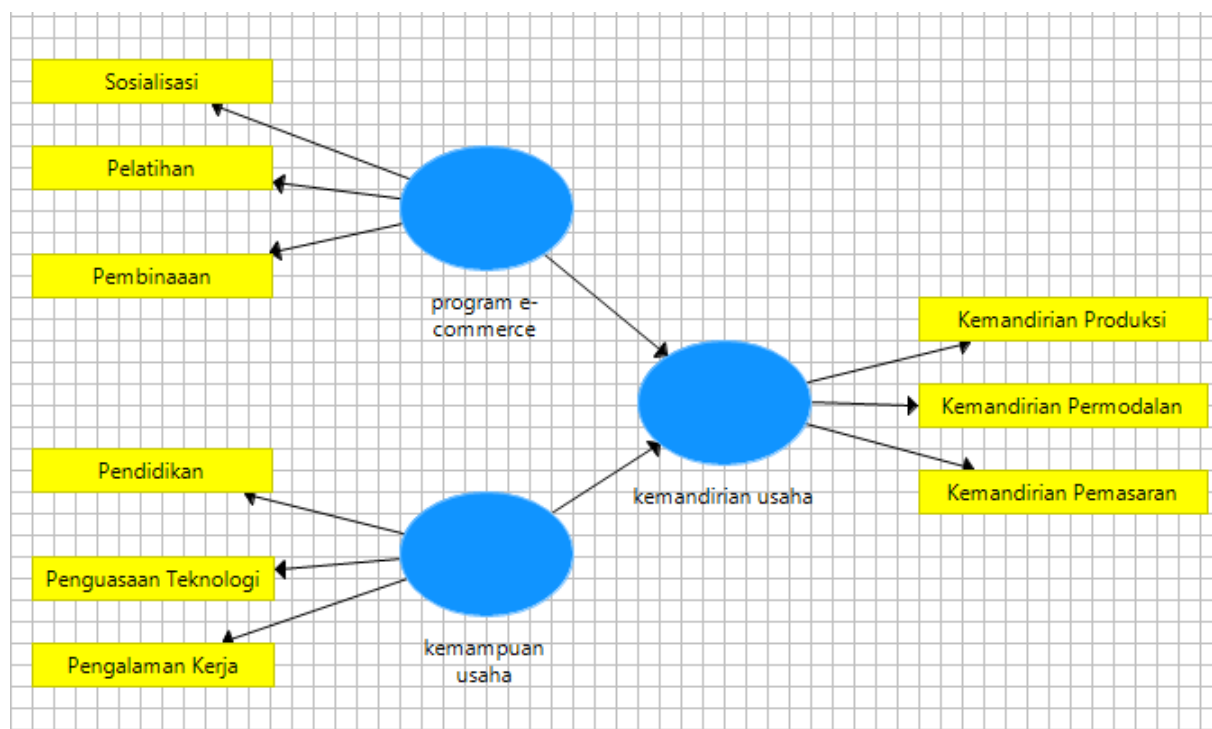 Sosialisasi
Pelatihan
Pembinaaan
program e-
commerce
Kemandirian Produksi
Kemandirian Permodalan
Kemandirian Pemasaran
kemandirian usaha
Pendidikan
Penguasaan Teknologi
Pengalaman Kerja
kemampuan
usaha